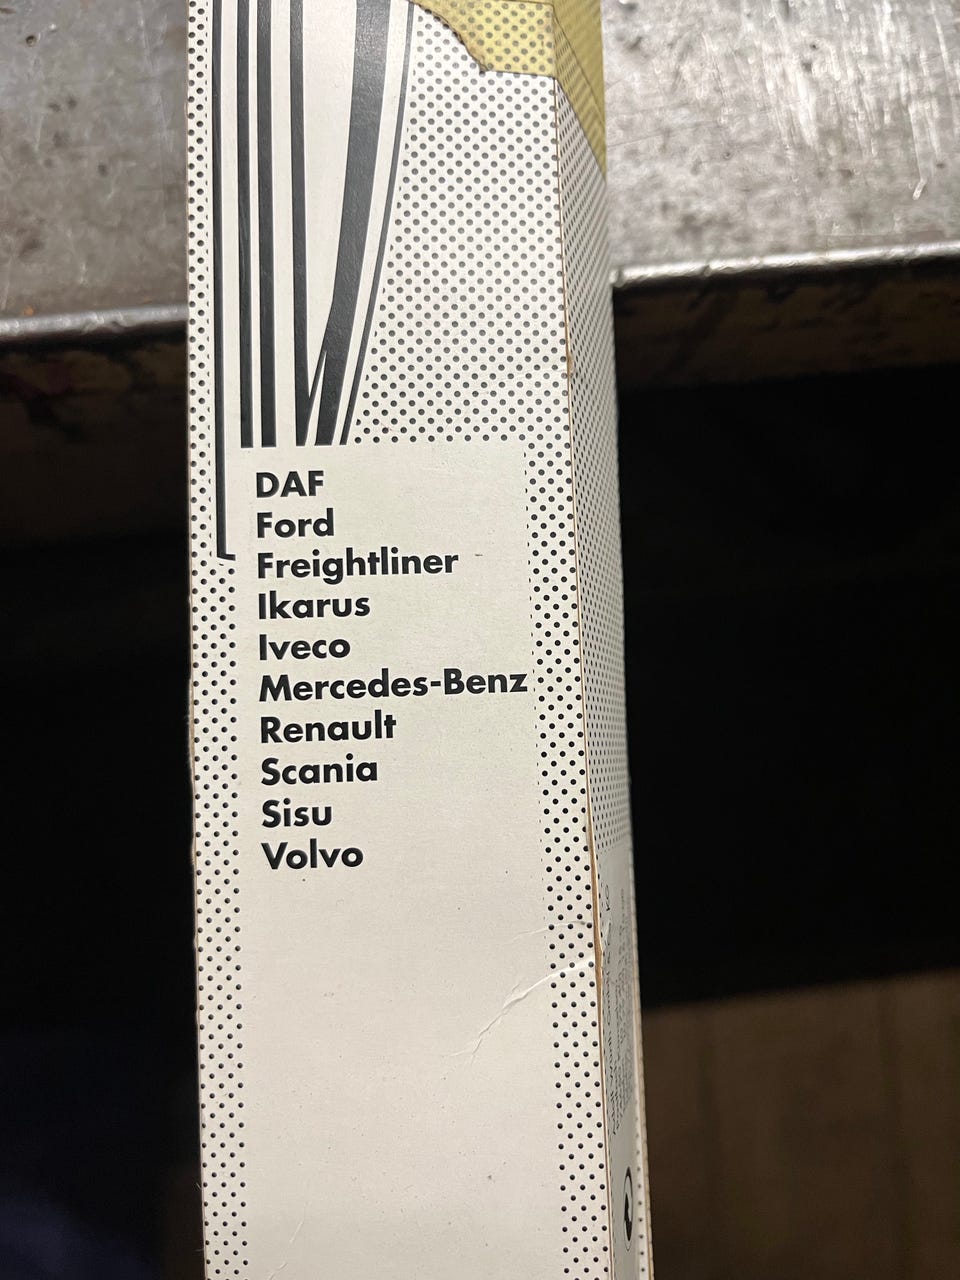 DAF
Ford
Freightliner
Ikarus
Iveco
Mercedes-Benz
Renault
Scania
Sisu
Volvo